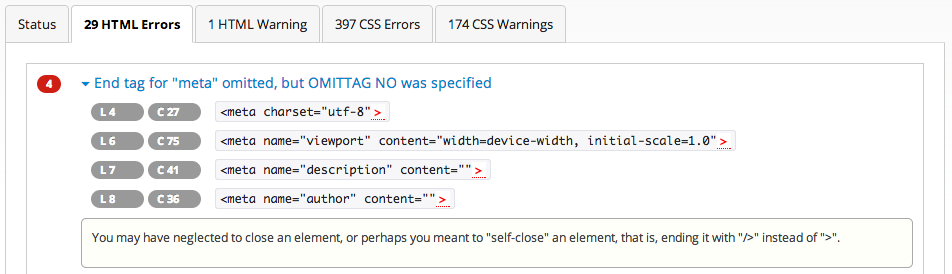 Status 29 HTML Errors 1 HTML Warning 397 CSS Errors 174 CSS Warnings
4 End tag for "meta" omitted, but OMITTAG NO was specified
L 4 C 27 <meta charset="utf-8">
L 6 C 75 <meta name="viewport" content="width=device-width, initial-scale=1.0">
L 7 C 41 <meta name="description" content="">
L 8 C 36 <meta name="author" content="">
You may have neglected to close an element, or perhaps you meant to "self-close" an element, that is, ending it with "/>" instead of ">".